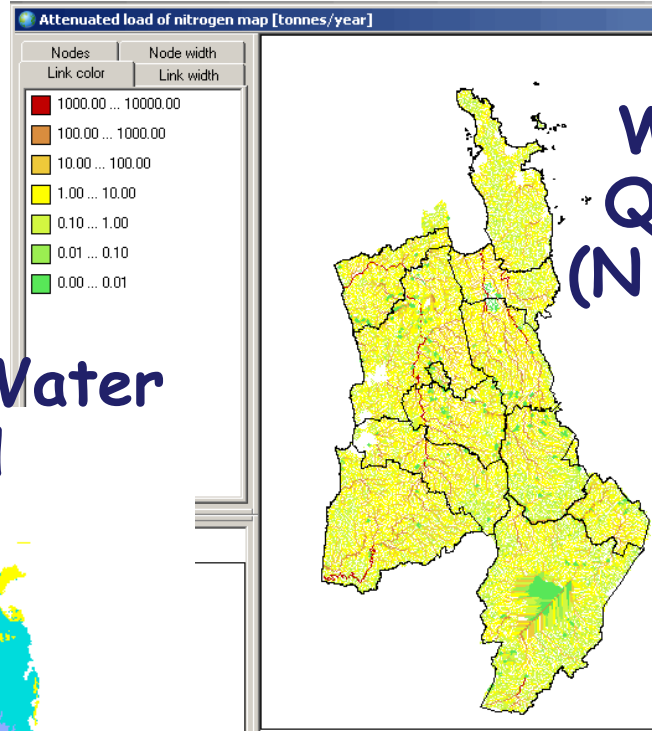 Attenuated load of nitrogen map [tonnes/year]
Nodes
Node width
Link color
Link width
1000.00 ... 10000.00
100.00 ... 1000.00
10.00 ... 100.00
1.00 ... 10.00
0.10 ... 1.00
0.01 ... 0.10
0.00 ... 0.01
W
Q
(N
Water